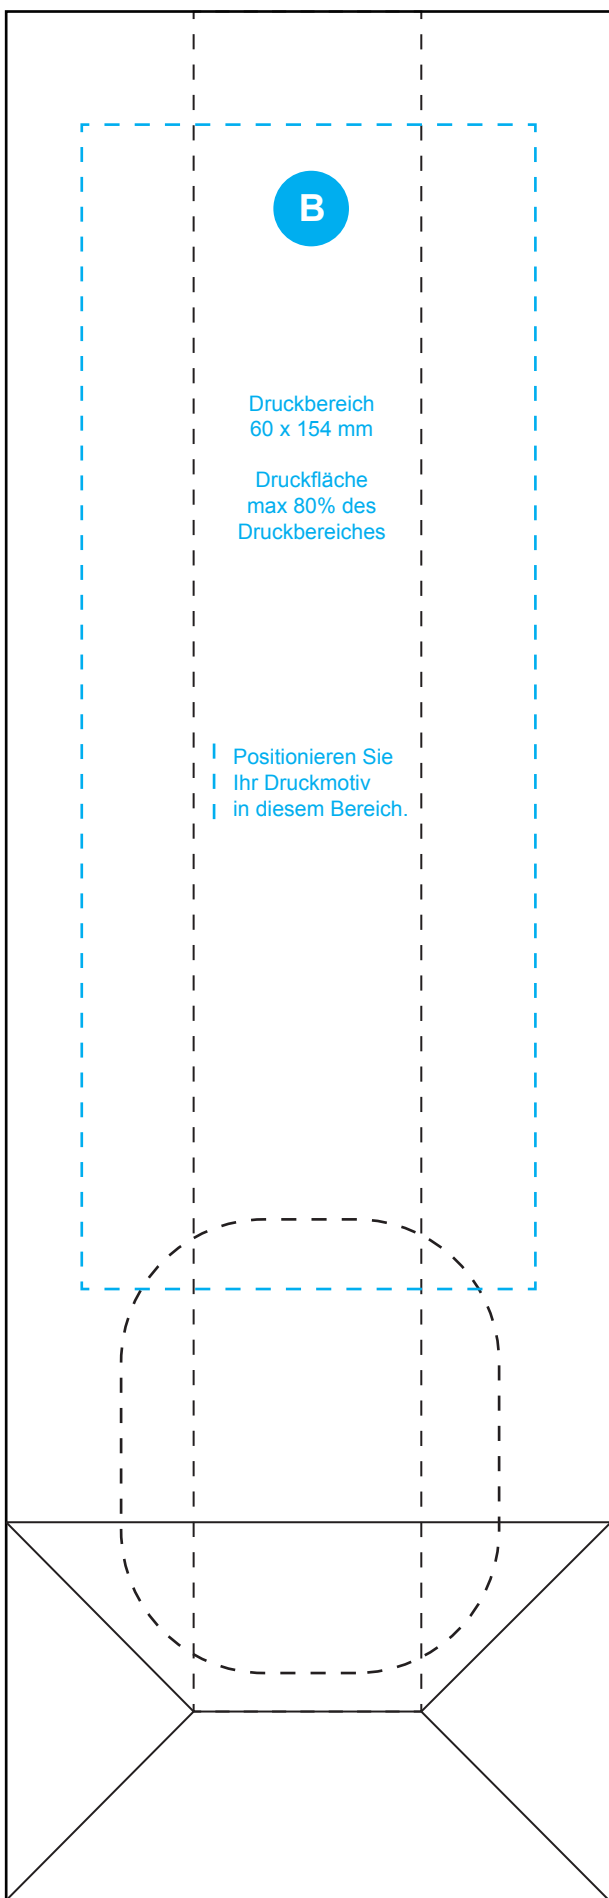 B
Druckbereich
60 x 154 mm
Druckfläche
max 80% des
Druckbereiches
Positionieren Sie
Ihr Druckmotiv
in diesem Bereich.